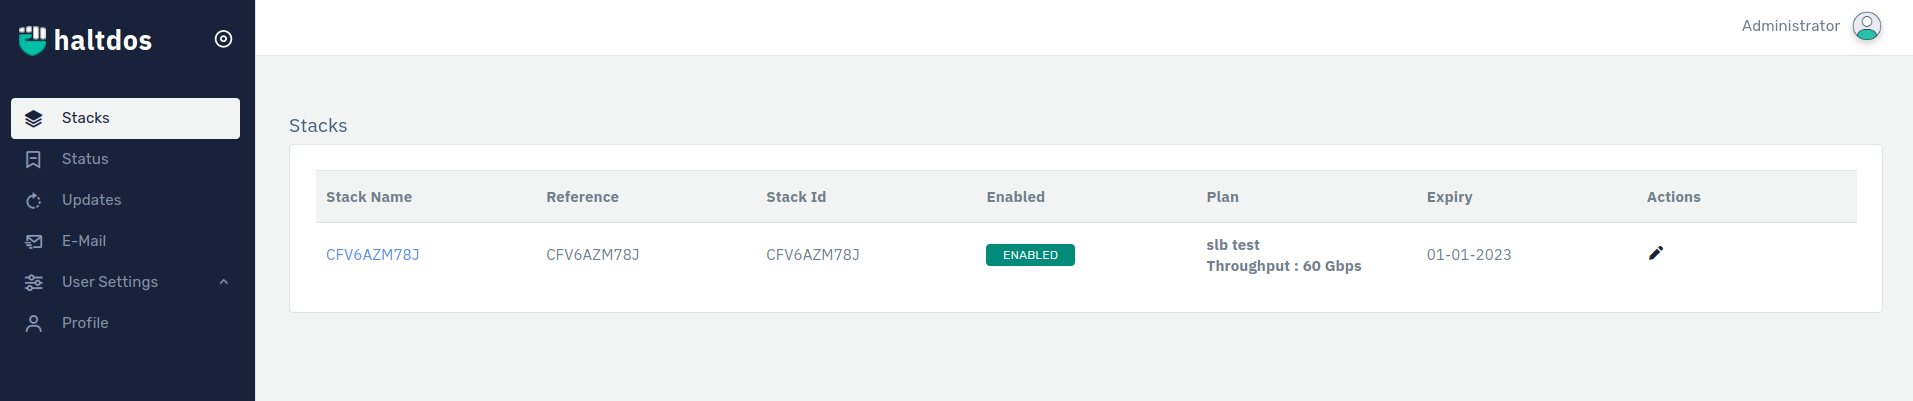 haltdos
Administrator
Stacks
Status
Updates
E-Mail
User Settings
Profile
Stacks
Stack Name Reference Stack Id Enabled Plan Expiry Actions
CFV6AZM78J CFV6AZM78J CFV6AZM78J ENABLED slb test 01-01-2023
Throughput : 60 Gbps